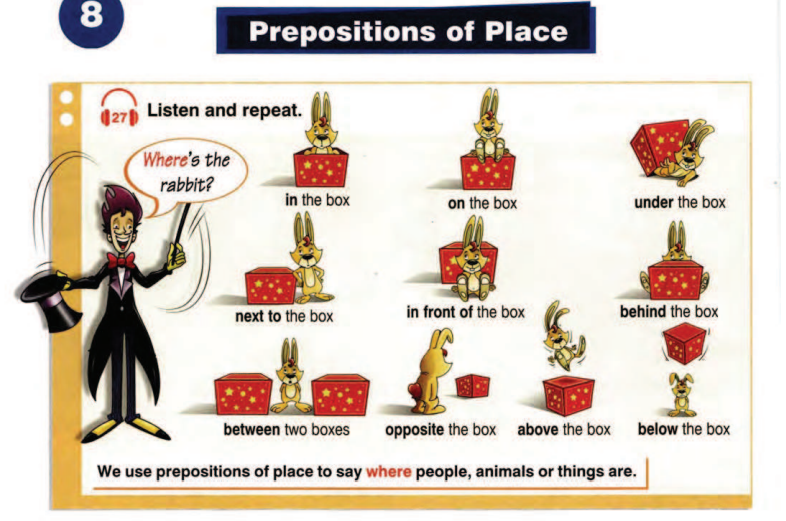 8
Prepositions of Place
27 Listen and repeat.
Where's the
rabbit?
in the box
on the box
under the box
next to the box
in front of the box
behind the box
between two boxes
opposite the box
above the box
below the box
We use prepositions of place to say where people, animals or things are.